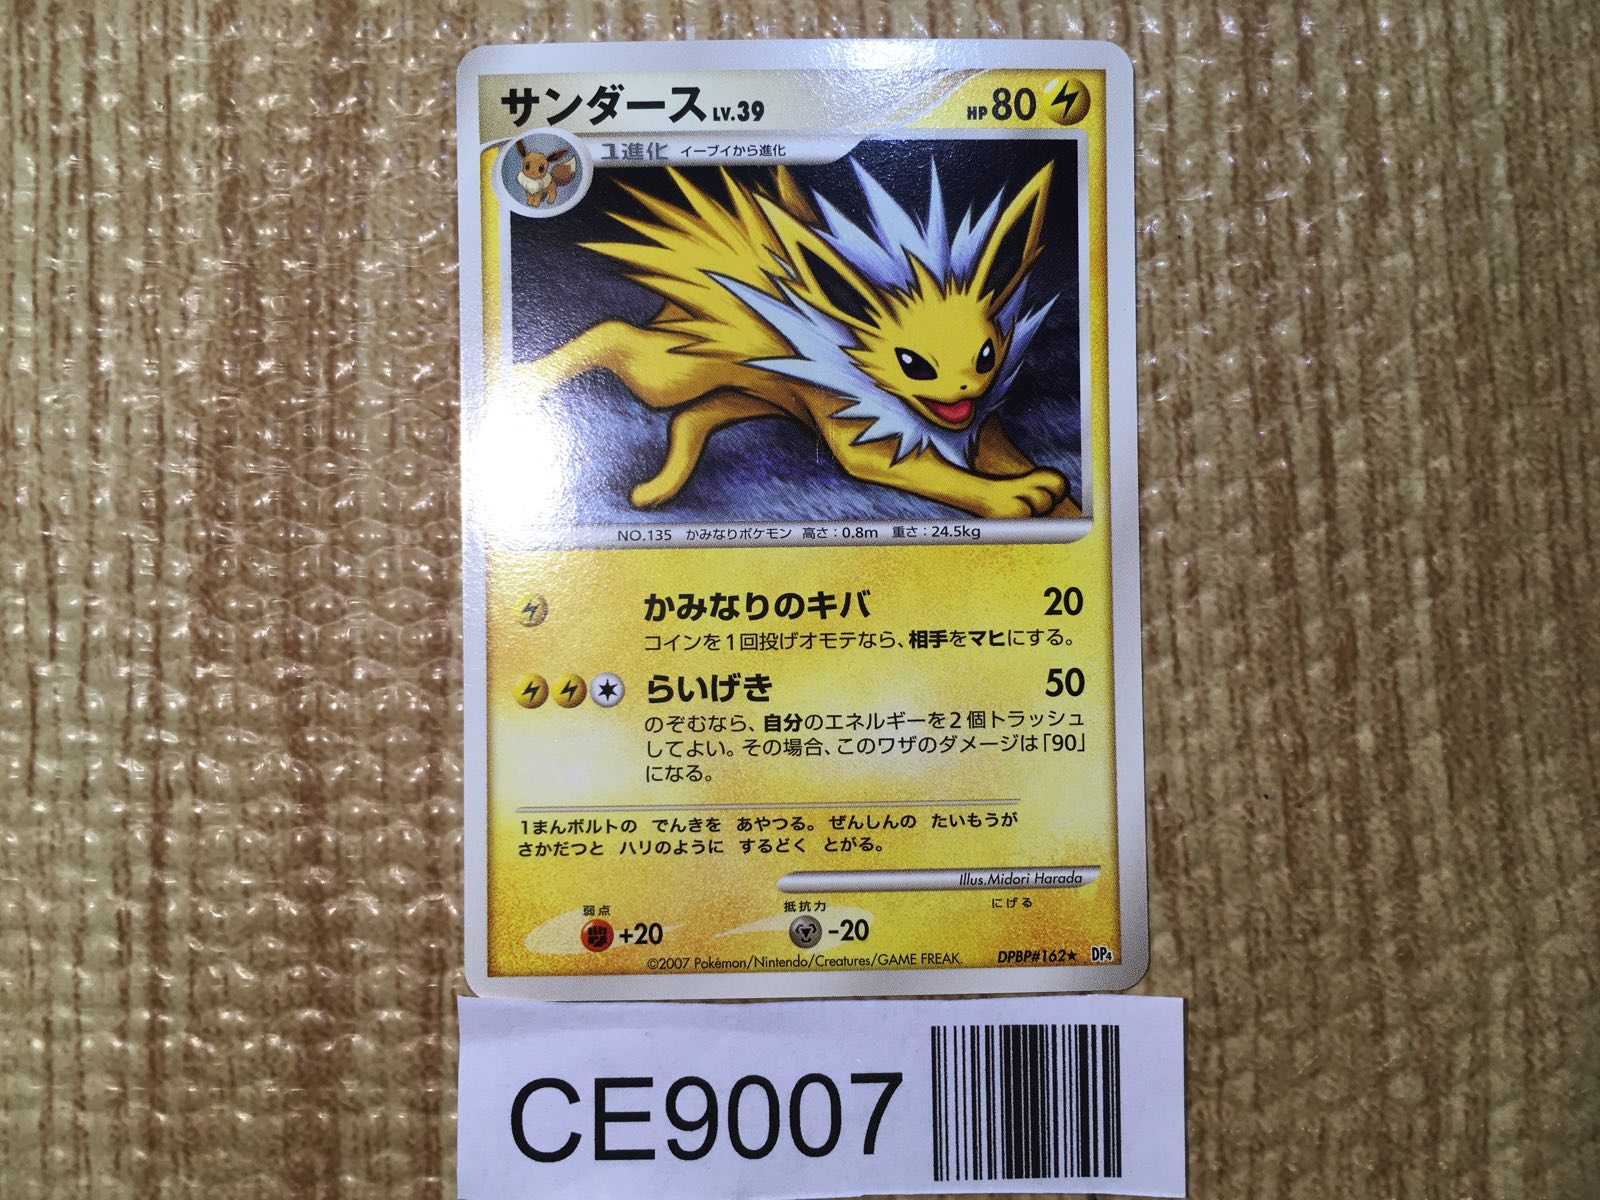 サンダース LV.39 HP 80
1進化 イーブイから進化
NO.135 かみなりポケモン 高さ：0.8m 重さ：24.5kg
かみなりのキバ 20
コインを1回投げオモテなら、相手をマヒにする。
らいげき 50
のぞむなら、自分のエネルギーを2個トラッシュ
してよい。その場合、このワザのダメージは「90」
になる。
1まんボルトの でんきを あやつる。ぜんしんの たいもうが
さかだつと ハリのように するどく とがる。
Illus.Midori Harada
弱点 抵抗力 にげる
+20 -20
©2007 Pokémon/Nintendo/Creatures/GAME FREAK. DPBP#162★ DP4
CE9007